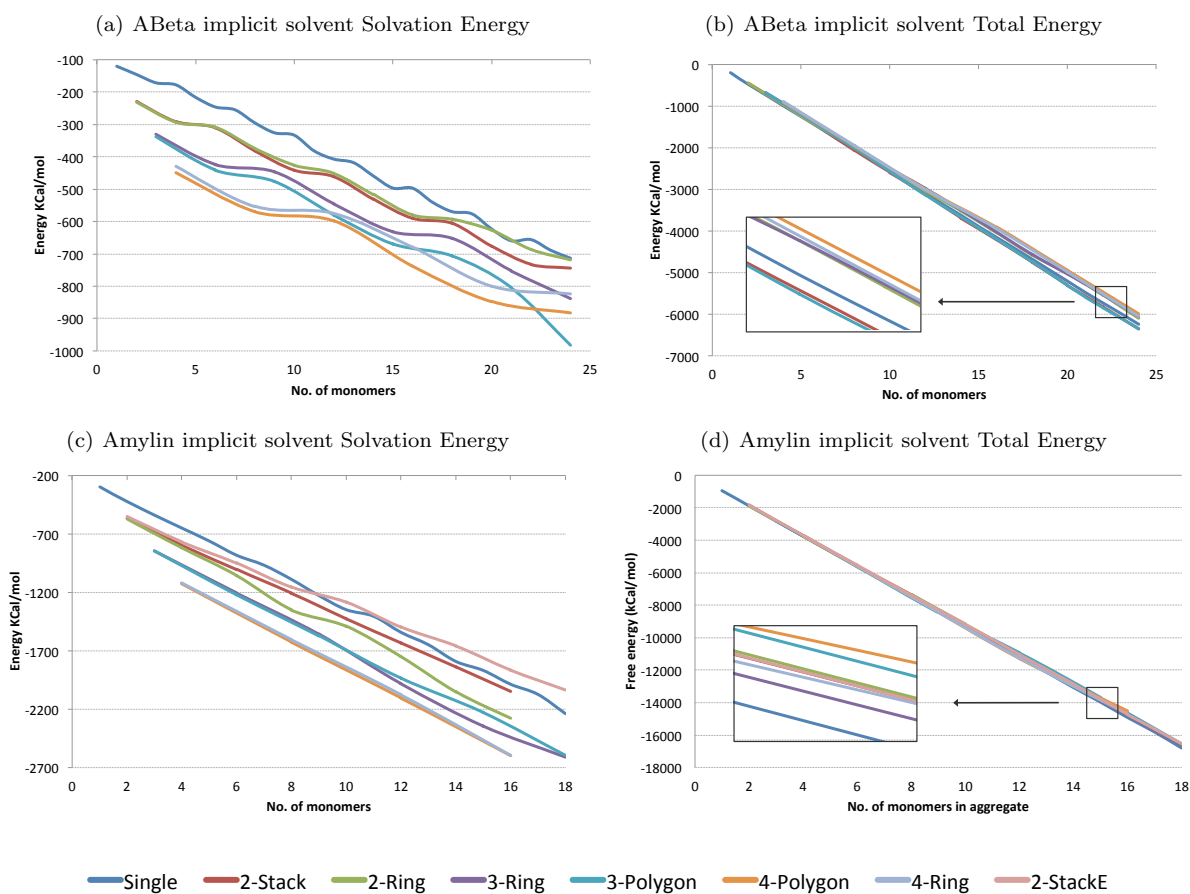 (a) ABeta implicit solvent Solvation Energy
-100
-200
-300
-400
-500
-600
-700
-800
-900
-1000
Energy KCal/mol
0 5 10 15 20 25
No. of monomers
(b) ABeta implicit solvent Total Energy
0
-1000
-2000
-3000
-4000
-5000
-6000
-7000
Energy KCal/mol
0 5 10 15 20 25
No. of monomers
(c) Amylin implicit solvent Solvation Energy
-200
-700
-1200
-1700
-2200
-2700
Energy KCal/mol
0 2 4 6 8 10 12 14 16 18
No. of monomers
(d) Amylin implicit solvent Total Energy
0
-2000
-4000
-6000
-8000
-10000
-12000
-14000
-16000
-18000
Free energy (kCal/mol)
0 2 4 6 8 10 12 14 16 18
No. of monomers in aggregate
Single 2-Stack 2-Ring 3-Ring 3-Polygon 4-Polygon 4-Ring 2-StackE